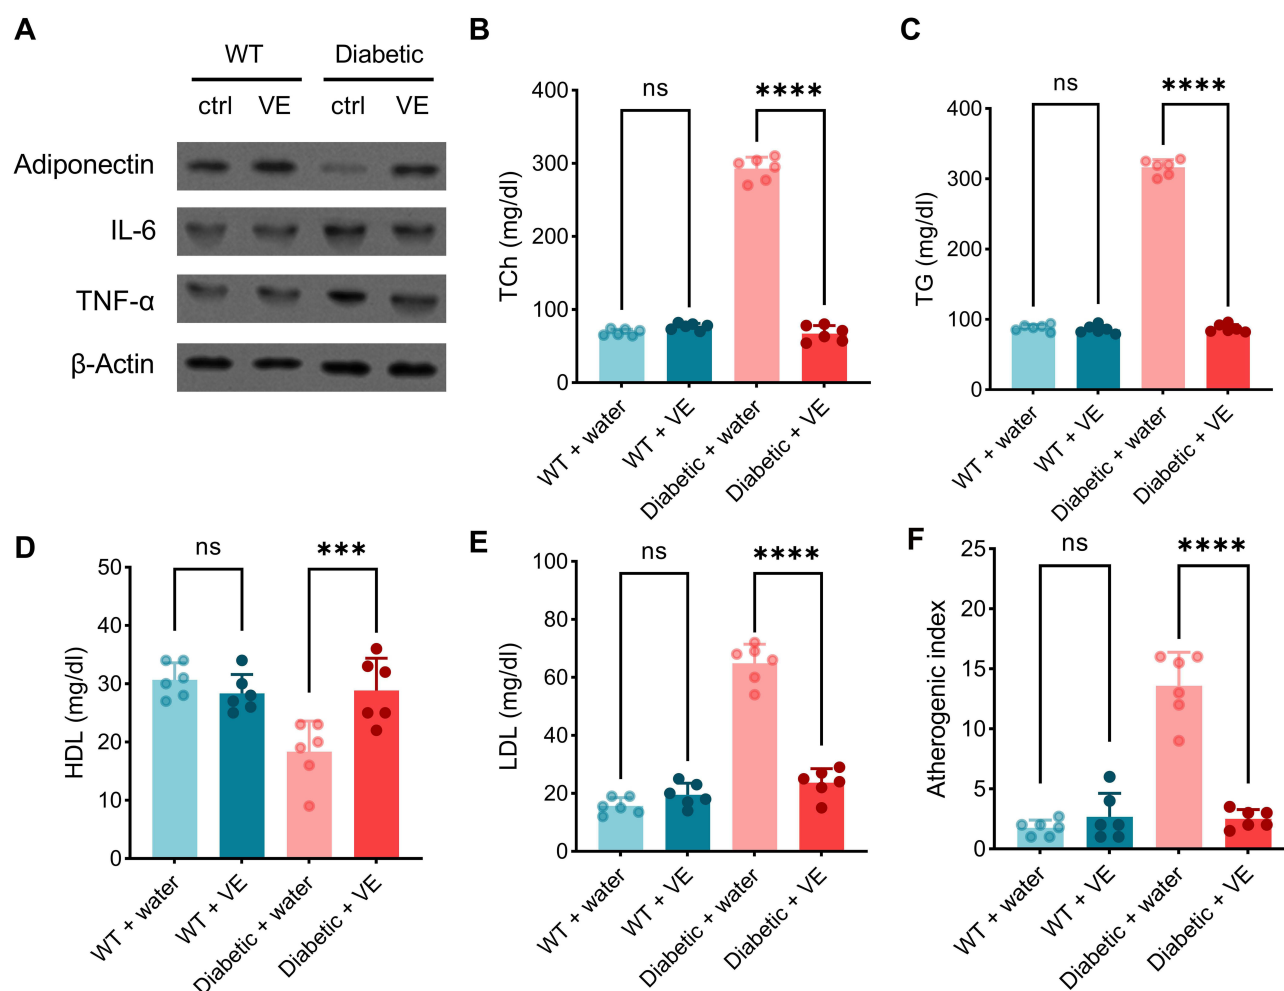 A
WT Diabetic
ctrl VE ctrl VE
Adiponectin
IL-6
TNF-α
β-Actin
B
TCh (mg/dl)
400
300
200
100
0
ns
****
WT + water
WT + VE
Diabetic + water
Diabetic + VE
C
TG (mg/dl)
400
300
200
100
0
ns
****
WT + water
WT + VE
Diabetic + water
Diabetic + VE
D
HDL (mg/dl)
50
40
30
20
10
0
ns
***
WT + water
WT + VE
Diabetic + water
Diabetic + VE
E
LDL (mg/dl)
100
80
60
40
20
0
ns
****
WT + water
WT + VE
Diabetic + water
Diabetic + VE
F
Atherogenic index
25
20
15
10
5
0
ns
****
WT + water
WT + VE
Diabetic + water
Diabetic + VE